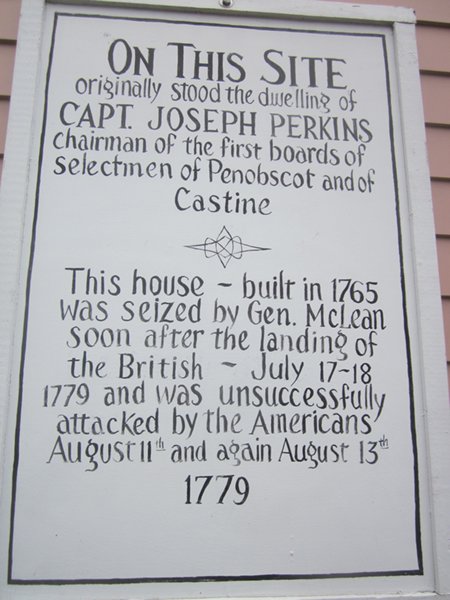 ON THIS SITE
originally stood the dwelling of
CAPT. JOSEPH PERKINS
chairman of the first boards of
selectmen of Penobscot and of
Castine
This house ~ built in 1765
was seized by Gen. McLean
soon after the landing of
the British ~ July 17~18
1779 and was unsuccessfully
attacked by the Americans
August 11th and again August 13th
1779